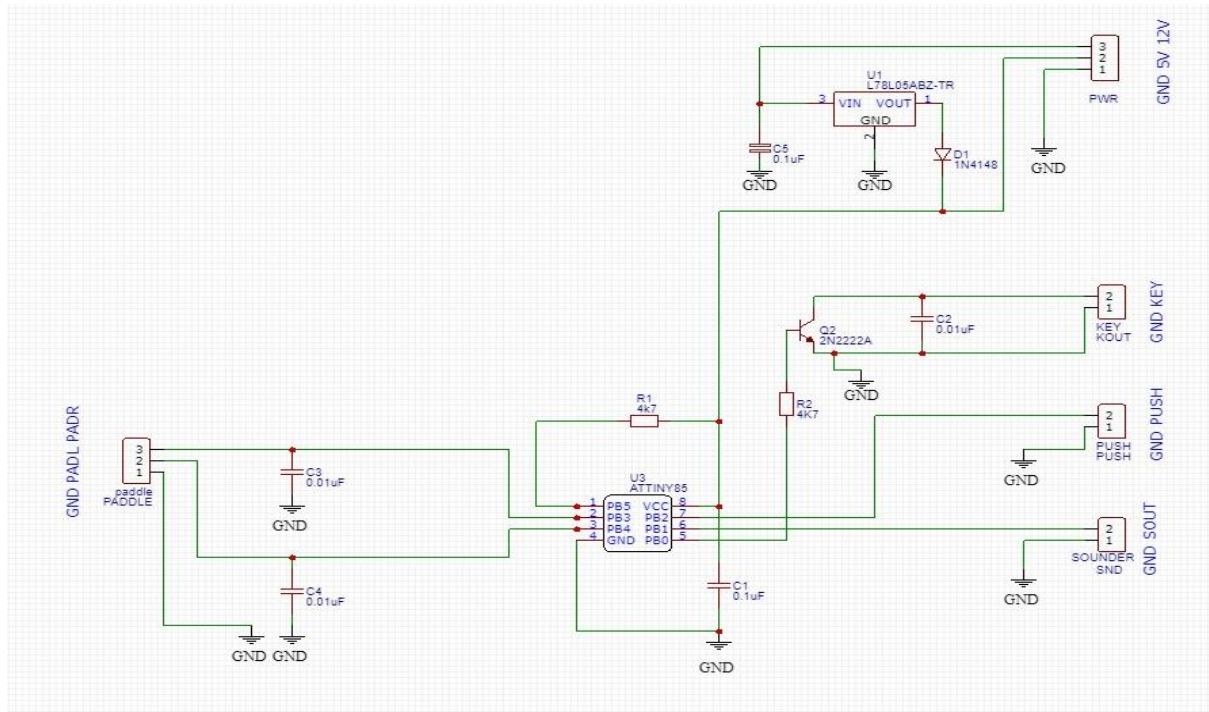 GND 5V 12V
3
2
1
PWR
U1
L78L05ABZ-TR
3 VIN VOUT 1
GND
2
C5
0.1uF
D1
1N4148
GND
GND
GND
GND KEY
2
1
KEY
KOUT
C2
0.01uF
Q2
2N2222A
GND
R1
4k7
R2
4K7
GND PUSH
2
1
PUSH
PUSH
GND
GND PADL PADR
3
2
1
paddle
PADDLE
C3
0.01uF
GND
U3
ATTINY85
1 PB5 VCC 8
2 PB3 PB2 7
3 PB4 PB1 6
4 GND PB0 5
GND SOUT
2
1
SOUNDER
SND
GND
C4
0.01uF
C1
0.1uF
GND GND
GND